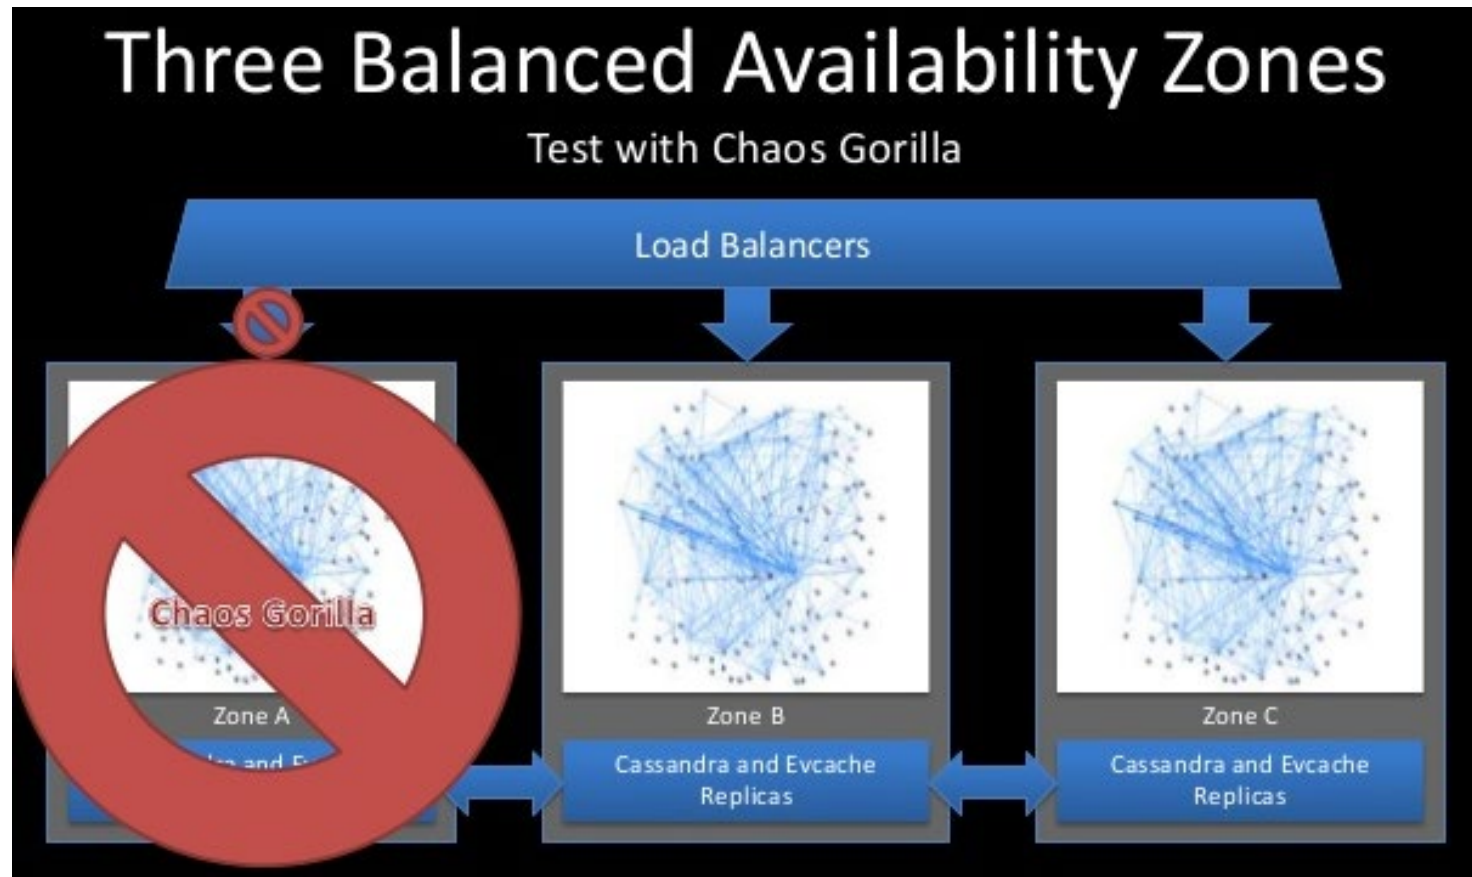 Three Balanced Availability Zones
Test with Chaos Gorilla
Load Balancers
Chaos Gorilla
Zone A
Zone B
Zone C
and
Cassandra and Evcache
Replicas
Cassandra and Evcache
Replicas